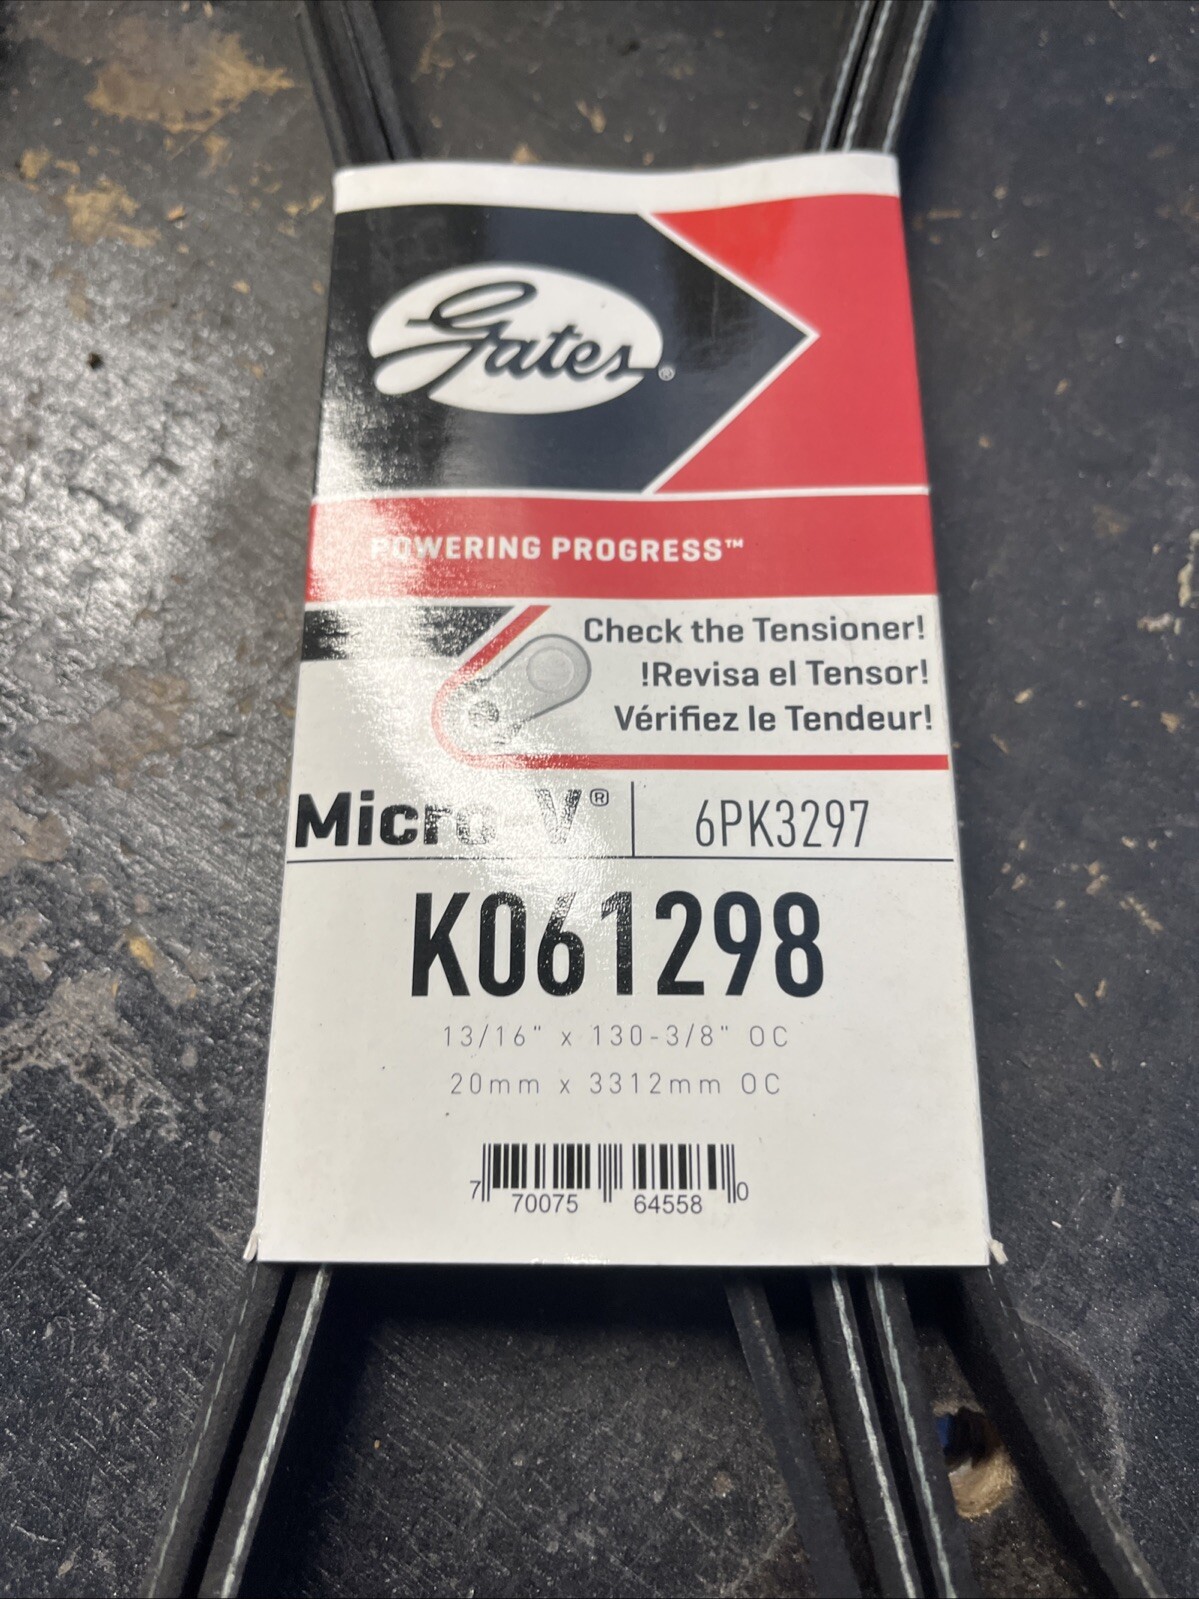 Gates®
POWERING PROGRESS™
Check the Tensioner!
!Revisa el Tensor!
Vérifiez le Tendeur!
Micro-V® 6PK3297
K061298
13/16" x 130-3/8" OC
20mm x 3312mm OC
7 70075 64558 0